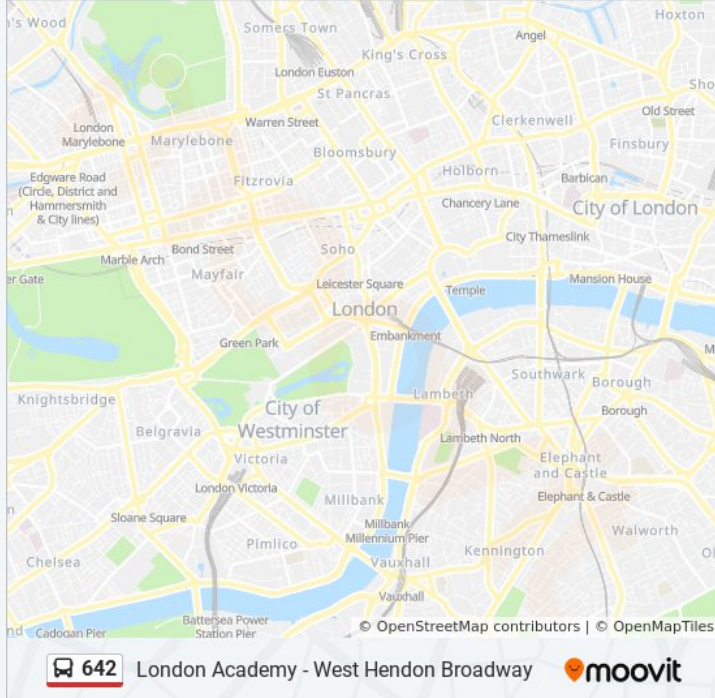 's Wood
Somers Town
Hoxton
Angel
King's Cross
London Euston
St Pancras
Old Street
Clerkenwell
Warren Street
London
Marylebone
Marylebone
Finsbury
Bloomsbury
Edgware Road
(Circle, District and
Hammersmith
& City lines)
Fitzrovia
Holborn
Barbican
Chancery Lane
City of London
City Thameslink
Bond Street
Soho
Marble Arch
Mayfair
er Gate
Leicester Square
Temple
Mansion House
London
Embankment
Green Park
Southwark
Borough
Knightsbridge
Lambeth
City of
Westminster
Borough
Belgravia
Lambeth North
Victoria
Elephant
and Castle
London Victoria
Elephant & Castle
Millbank
Sloane Square
Millbank
Millennium Pier
Walworth
Pimlico
Kennington
Chelsea
Vauxhall
Vauxhall
Battersea Power
Station Pier
Cadogan Pier
© OpenStreetMap contributors | © OpenMapTiles
642 London Academy - West Hendon Broadway moovit